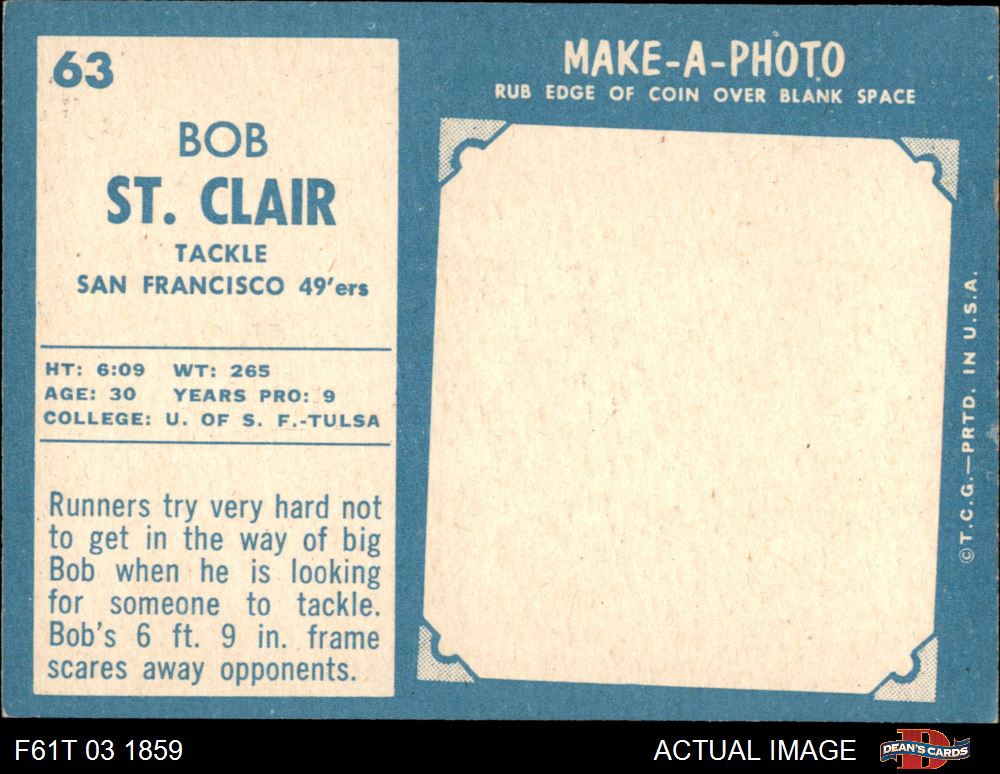 63
BOB
ST. CLAIR
TACKLE
SAN FRANCISCO 49'ers
HT: 6:09 WT: 265
AGE: 30 YEARS PRO: 9
COLLEGE: U. OF S. F.-TULSA
Runners try very hard not
to get in the way of big
Bob when he is looking
for someone to tackle.
Bob's 6 ft. 9 in. frame
scares away opponents.
MAKE-A-PHOTO
RUB EDGE OF COIN OVER BLANK SPACE
©T.C.G.—PRTD. IN U.S.A.
F61T 03 1859
ACTUAL IMAGE
DEAN'S CARDS